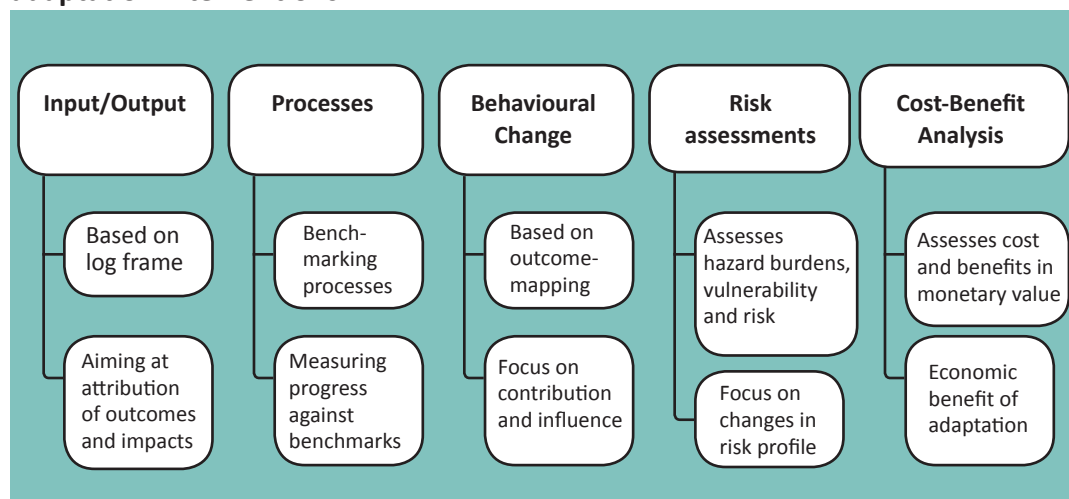 Input/Output
Based on
log frame
Aiming at
attribution
of outcomes
and impacts
Processes
Bench-
marking
processes
Measuring
progress
against
benchmarks
Behavioural
Change
Based on
outcome-
mapping
Focus on
contribution
and influence
Risk
assessments
Assesses
hazard burdens,
vulnerability
and risk
Focus on
changes in
risk profile
Cost-Benefit
Analysis
Assesses cost
and benefits in
monetary value
Economic
benefit of
adaptation